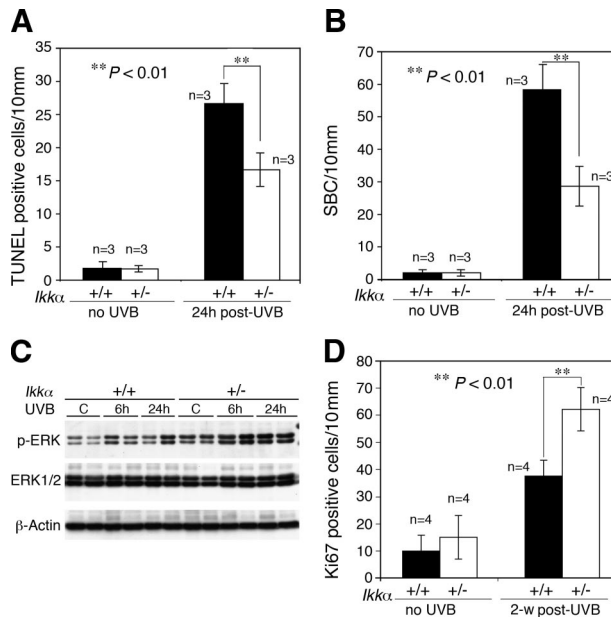 A
TUNEL positive cells/10mm
35
30
25
20
15
10
5
0
** P < 0.01
**
n=3
n=3
n=3 n=3
Ikkα +/+ +/- +/+ +/-
no UVB 24h post-UVB
B
SBC/10mm
70
60
50
40
30
20
10
0
** P < 0.01
**
n=3
n=3
n=3 n=3
Ikkα +/+ +/- +/+ +/-
no UVB 24h post-UVB
C
Ikkα +/+ +/-
UVB C 6h 24h C 6h 24h
p-ERK
ERK1/2
β-Actin
D
Ki67 positive cells/10mm
80
70
60
50
40
30
20
10
0
** P < 0.01
**
n=4
n=4
n=4
n=4
Ikkα +/+ +/- +/+ +/-
no UVB 2-w post-UVB